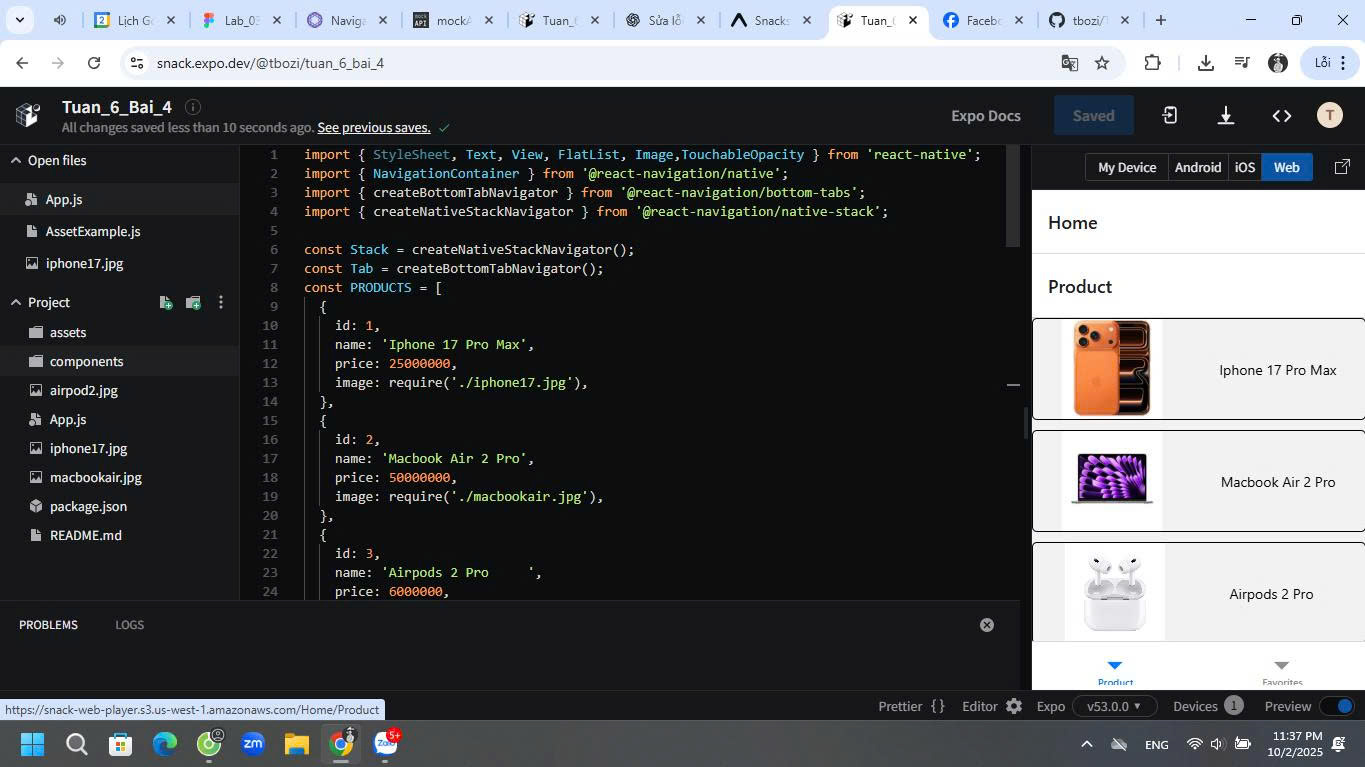 Lịch Gọ
Lab_03
Naviga
mockA
Tuan_6
Sửa lỗ
Snacks
Tuan_
Facebo
tbozi/T
snack.expo.dev/@tbozi/tuan_6_bai_4
Lỗi
Tuan_6_Bai_4
All changes saved less than 10 seconds ago. See previous saves.
Expo Docs
Saved
T
Open files
App.js
AssetExample.js
iphone17.jpg
Project
assets
components
airpod2.jpg
App.js
iphone17.jpg
macbookair.jpg
package.json
README.md
1 import { StyleSheet, Text, View, FlatList, Image,TouchableOpacity } from 'react-native';
2 import { NavigationContainer } from '@react-navigation/native';
3 import { createBottomTabNavigator } from '@react-navigation/bottom-tabs';
4 import { createNativeStackNavigator } from '@react-navigation/native-stack';
5
6 const Stack = createNativeStackNavigator();
7 const Tab = createBottomTabNavigator();
8 const PRODUCTS = [
9 {
10 id: 1,
11 name: 'Iphone 17 Pro Max',
12 price: 25000000,
13 image: require('./iphone17.jpg'),
14 },
15 {
16 id: 2,
17 name: 'Macbook Air 2 Pro',
18 price: 50000000,
19 image: require('./macbookair.jpg'),
20 },
21 {
22 id: 3,
23 name: 'Airpods 2 Pro     ',
24 price: 6000000,
My Device
Android
iOS
Web
Home
Product
Iphone 17 Pro Max
Macbook Air 2 Pro
Airpods 2 Pro
Product
Favorites
PROBLEMS
LOGS
https://snack-web-player.s3.us-west-1.amazonaws.com/Home/Product
Prettier { }
Editor
Expo
v53.0.0
Devices 1
Preview
zm
Zalo
5+
ENG
11:37 PM
10/2/2025